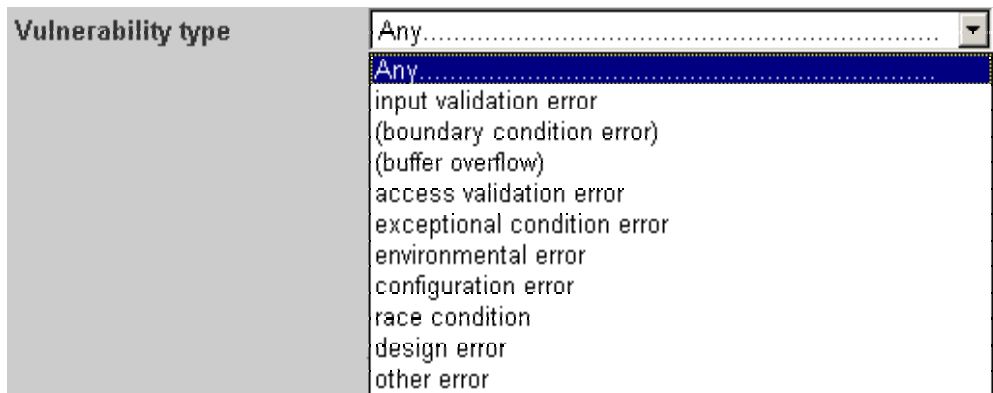 Vulnerability type
Any....................................................................
Any....................................................................
input validation error
(boundary condition error)
(buffer overflow)
access validation error
exceptional condition error
environmental error
configuration error
race condition
design error
other error